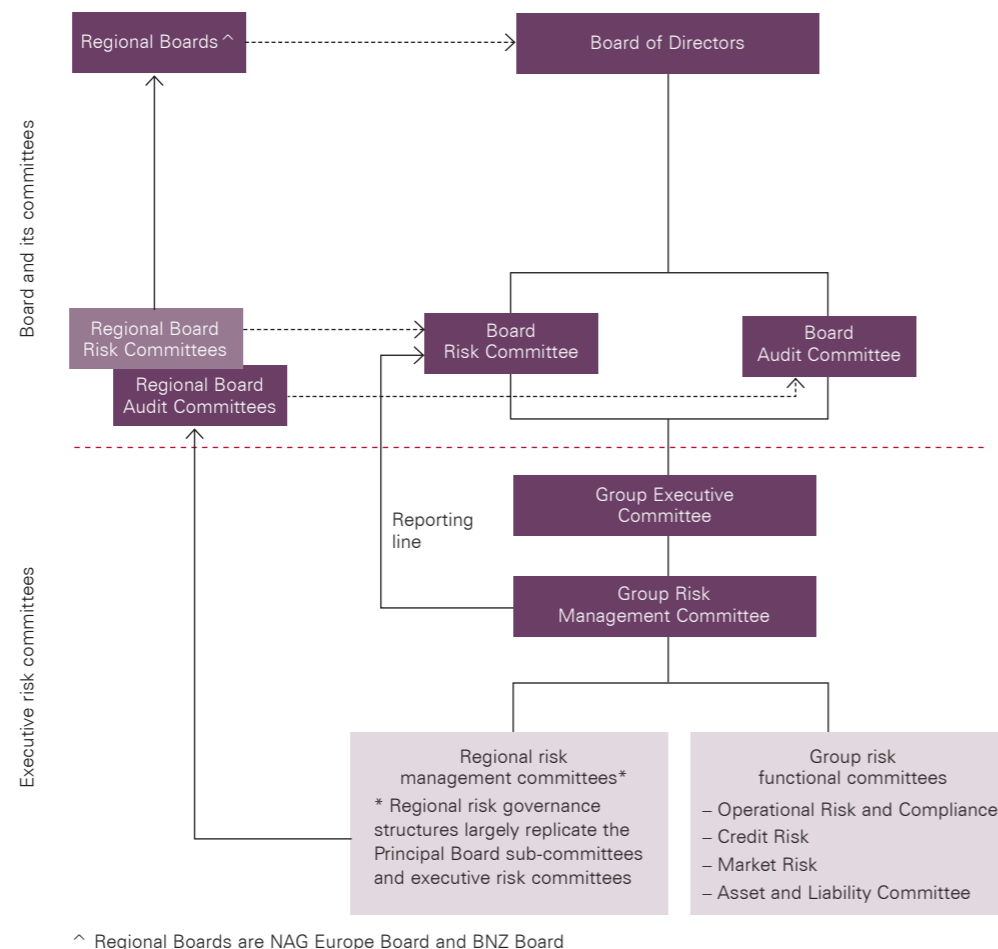 Regional Boards ^
Board of Directors
Board and its committees
Regional Board
Risk Committees
Board
Risk Committee
Board
Audit Committee
Regional Board
Audit Committees
Group Executive
Committee
Reporting
line
Group Risk
Management Committee
Executive risk committees
Regional risk
management committees*
* Regional risk governance
structures largely replicate the
Principal Board sub-committees
and executive risk committees
Group risk
functional committees
– Operational Risk and Compliance
– Credit Risk
– Market Risk
– Asset and Liability Committee
^ Regional Boards are NAG Europe Board and BNZ Board